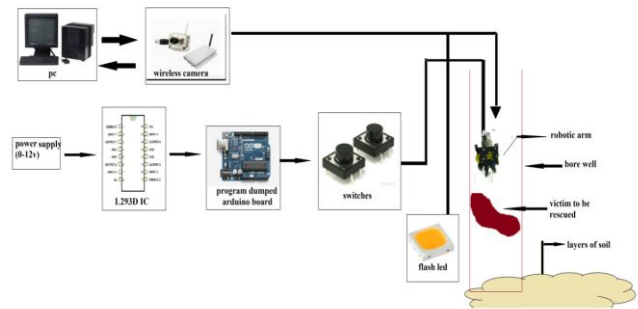 pc
wireless camera
power supply
(0-12v)
L293D IC
program dumped
arduino board
switches
flash led
robotic arm
bore well
victim to be
rescued
layers of soil